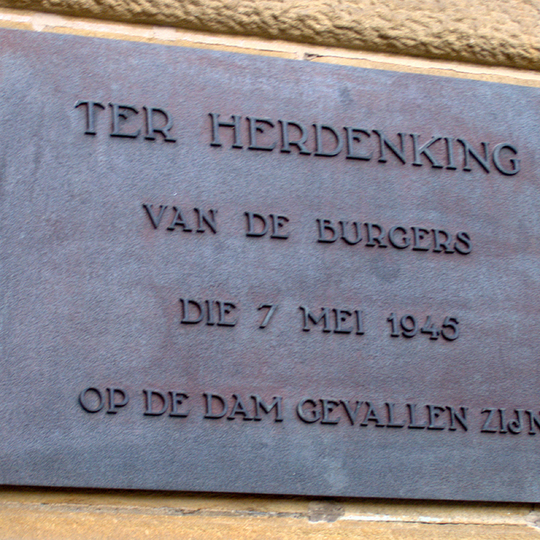 TER HERDENKING
VAN DE BURGERS
DIE 7 MEI 1945
OP DE DAM GEVALLEN ZIJN